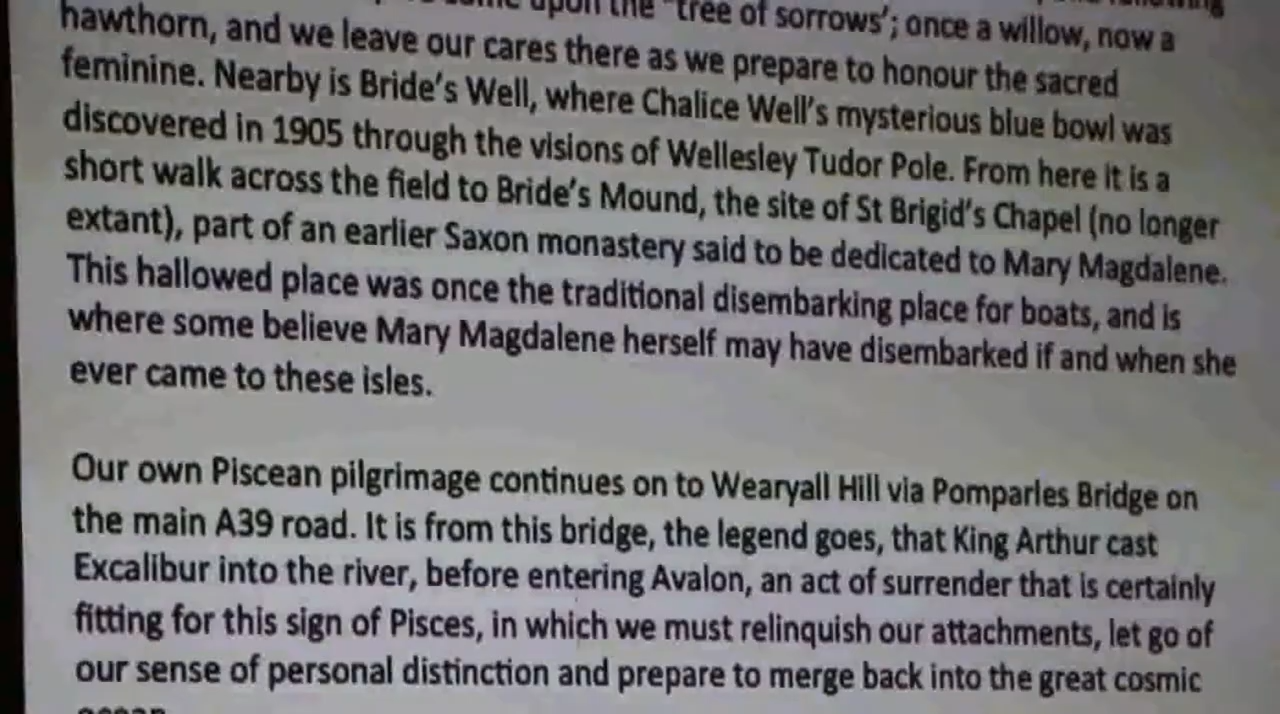 upon the 'tree of sorrows'; once a willow, now a
hawthorn, and we leave our cares there as we prepare to honour the sacred
feminine. Nearby is Bride's Well, where Chalice Well's mysterious blue bowl was
discovered in 1905 through the visions of Wellesley Tudor Pole. From here it is a
short walk across the field to Bride's Mound, the site of St Brigid's Chapel (no longer
extant), part of an earlier Saxon monastery said to be dedicated to Mary Magdalene.
This hallowed place was once the traditional disembarking place for boats, and is
where some believe Mary Magdalene herself may have disembarked if and when she
ever came to these isles.
Our own Piscean pilgrimage continues on to Wearyall Hill via Pomparles Bridge on
the main A39 road. It is from this bridge, the legend goes, that King Arthur cast
Excalibur into the river, before entering Avalon, an act of surrender that is certainly
fitting for this sign of Pisces, in which we must relinquish our attachments, let go of
our sense of personal distinction and prepare to merge back into the great cosmic